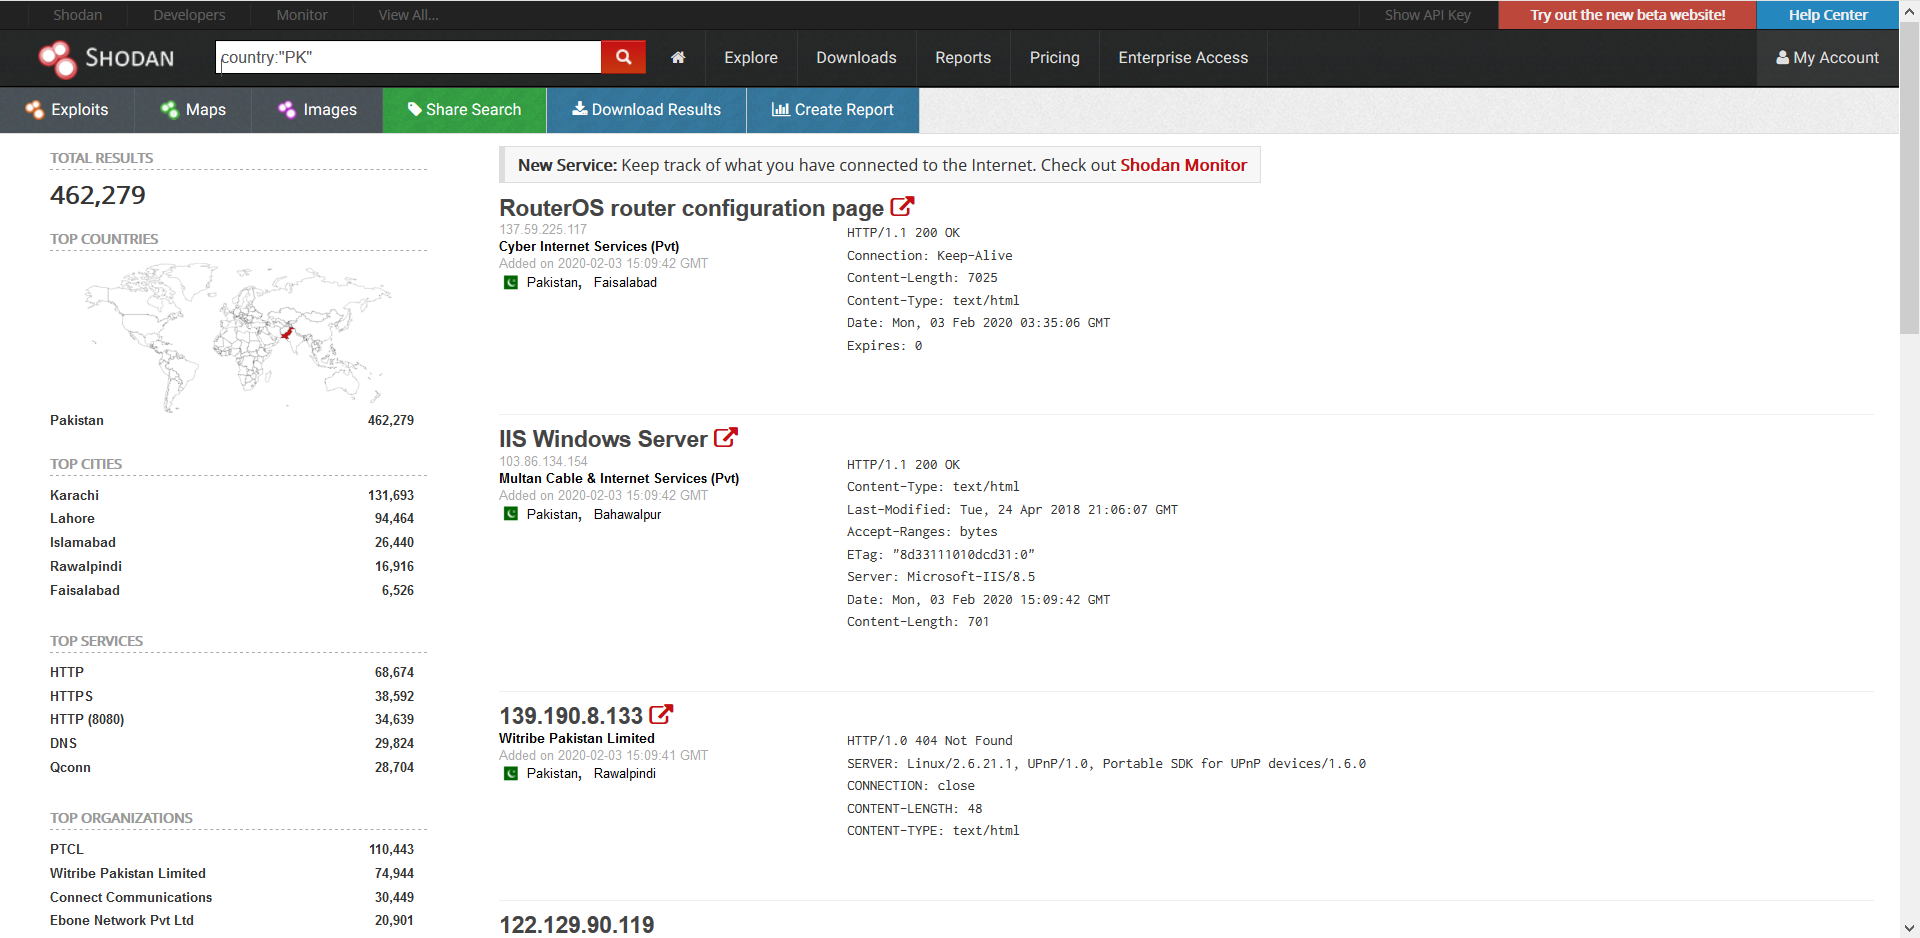 Shodan Developers Monitor View All... Show API Key Try out the new beta website! Help Center
SHODAN country:"PK" Explore Downloads Reports Pricing Enterprise Access My Account
Exploits Maps Images Share Search Download Results Create Report
TOTAL RESULTS
462,279
TOP COUNTRIES
Pakistan 462,279
TOP CITIES
Karachi 131,693
Lahore 94,464
Islamabad 26,440
Rawalpindi 16,916
Faisalabad 6,526
TOP SERVICES
HTTP 68,674
HTTPS 38,592
HTTP (8080) 34,639
DNS 29,824
Qconn 28,704
TOP ORGANIZATIONS
PTCL 110,443
Witribe Pakistan Limited 74,944
Connect Communications 30,449
Ebone Network Pvt Ltd 20,901
New Service: Keep track of what you have connected to the Internet. Check out Shodan Monitor
RouterOS router configuration page
137.59.225.117
Cyber Internet Services (Pvt)
Added on 2020-02-03 15:09:42 GMT
Pakistan, Faisalabad
HTTP/1.1 200 OK
Connection: Keep-Alive
Content-Length: 7025
Content-Type: text/html
Date: Mon, 03 Feb 2020 03:35:06 GMT
Expires: 0
IIS Windows Server
103.86.134.154
Multan Cable & Internet Services (Pvt)
Added on 2020-02-03 15:09:42 GMT
Pakistan, Bahawalpur
HTTP/1.1 200 OK
Content-Type: text/html
Last-Modified: Tue, 24 Apr 2018 21:06:07 GMT
Accept-Ranges: bytes
ETag: "8d33111010dcd31:0"
Server: Microsoft-IIS/8.5
Date: Mon, 03 Feb 2020 15:09:42 GMT
Content-Length: 701
139.190.8.133
Witribe Pakistan Limited
Added on 2020-02-03 15:09:41 GMT
Pakistan, Rawalpindi
HTTP/1.0 404 Not Found
SERVER: Linux/2.6.21.1, UPnP/1.0, Portable SDK for UPnP devices/1.6.0
CONNECTION: close
CONTENT-LENGTH: 48
CONTENT-TYPE: text/html
122.129.90.119